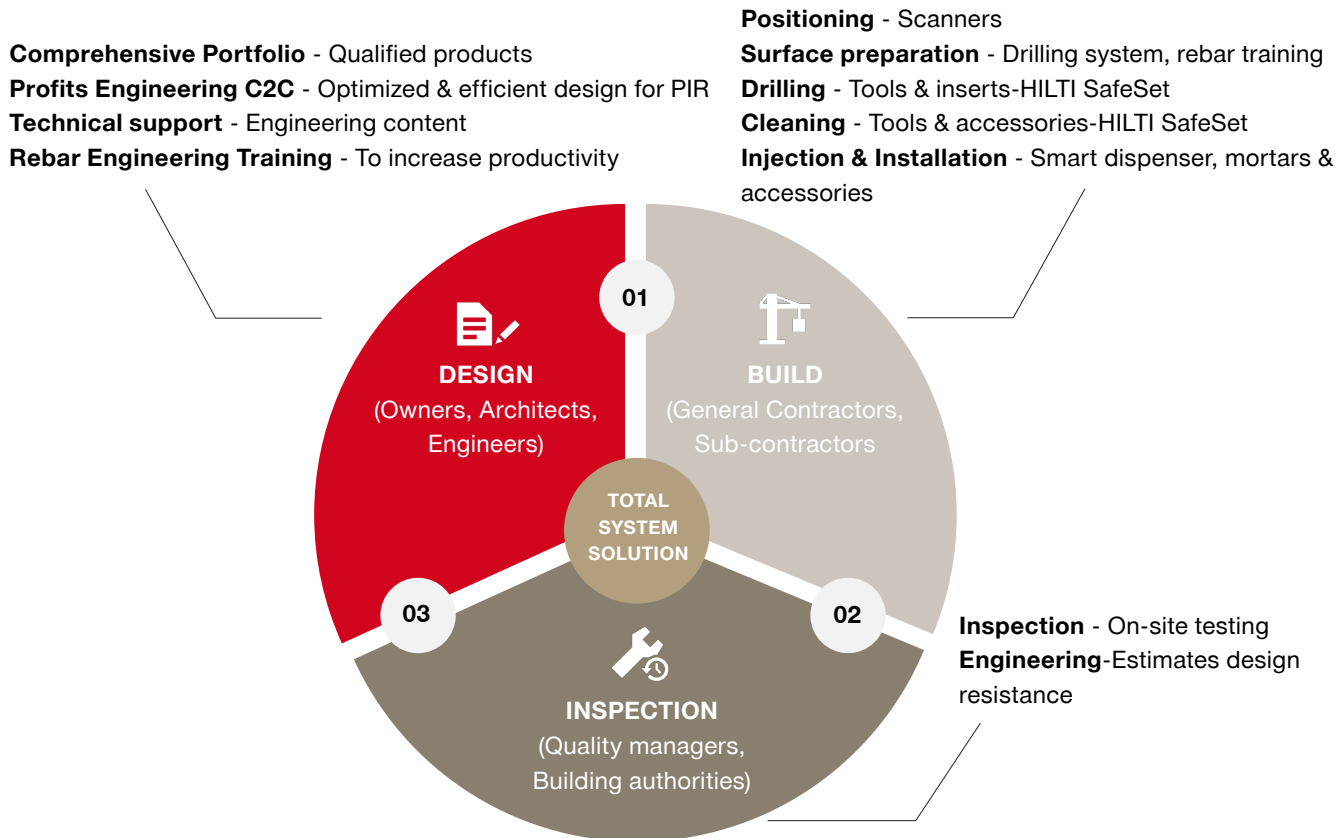 Comprehensive Portfolio - Qualified products
Profits Engineering C2C - Optimized & efficient design for PIR
Technical support - Engineering content
Rebar Engineering Training - To increase productivity
Positioning - Scanners
Surface preparation - Drilling system, rebar training
Drilling - Tools & inserts-HILTI SafeSet
Cleaning - Tools & accessories-HILTI SafeSet
Injection & Installation - Smart dispenser, mortars &
accessories
01
DESIGN
(Owners, Architects,
Engineers)
BUILD
(General Contractors,
Sub-contractors
TOTAL
SYSTEM
SOLUTION
03
02
INSPECTION
(Quality managers,
Building authorities)
Inspection - On-site testing
Engineering-Estimates design
resistance